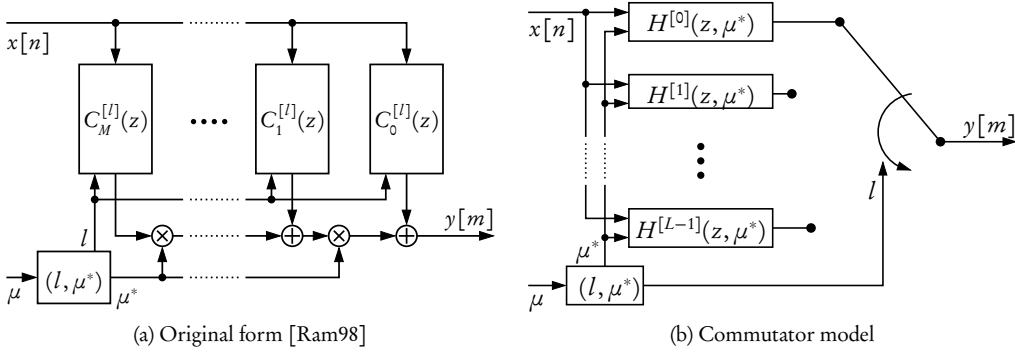 x[n]
C_M^{[l]}(z)
C_1^{[l]}(z)
C_0^{[l]}(z)
l
y[m]
(l, μ*)
μ
μ*
(a) Original form [Ram98]
x[n]
H^{[0]}(z, μ*)
H^{[1]}(z, μ*)
y[m]
l
H^{[L−1]}(z, μ*)
μ*
(l, μ*)
μ
(b) Commutator model